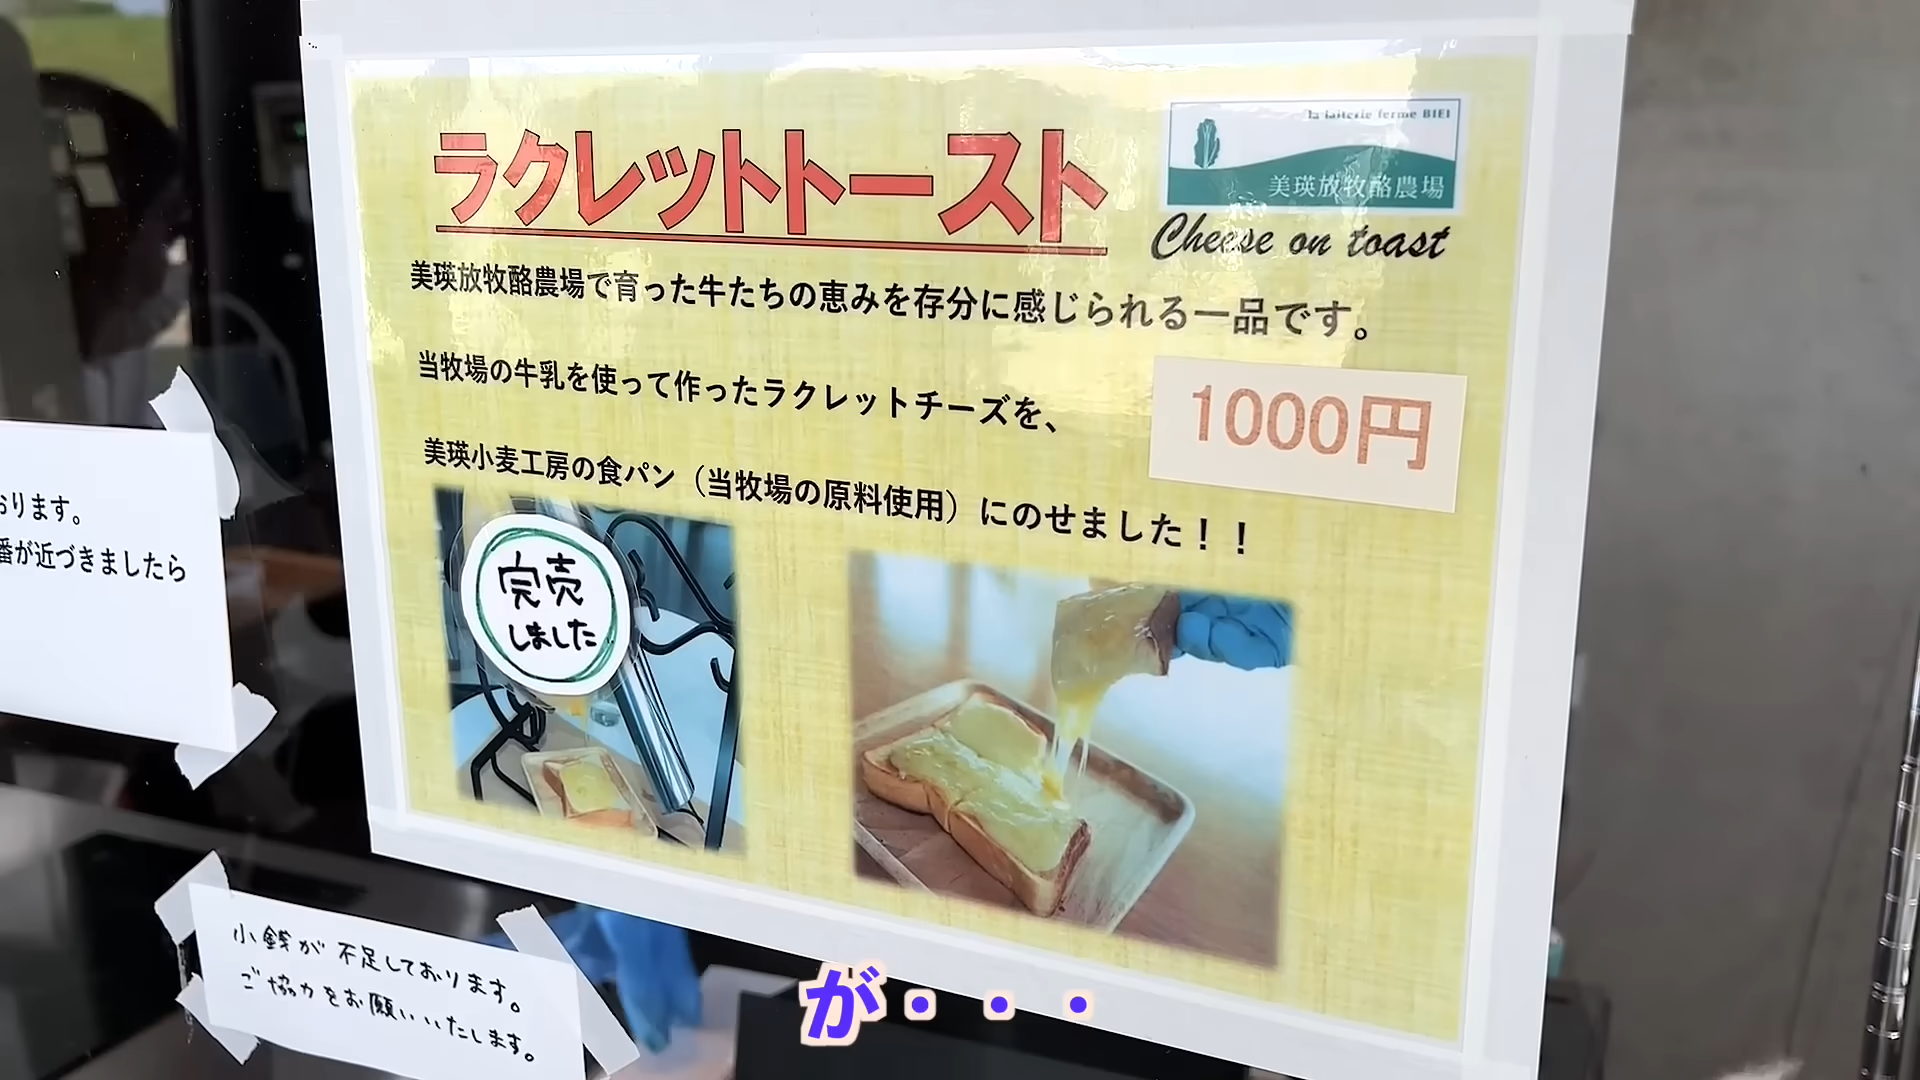 ラクレットトースト
la laiterie ferme BIEI
美瑛放牧酪農場
Cheese on toast
美瑛放牧酪農場で育った牛たちの恵みを存分に感じられる一品です。
当牧場の牛乳を使って作ったラクレットチーズを、
1000円
美瑛小麦工房の食パン（当牧場の原料使用）にのせました！！
完売
しました
おります。
番が近づきましたら
小銭が不足しております。
ご協力をお願いいたします。
が・・・